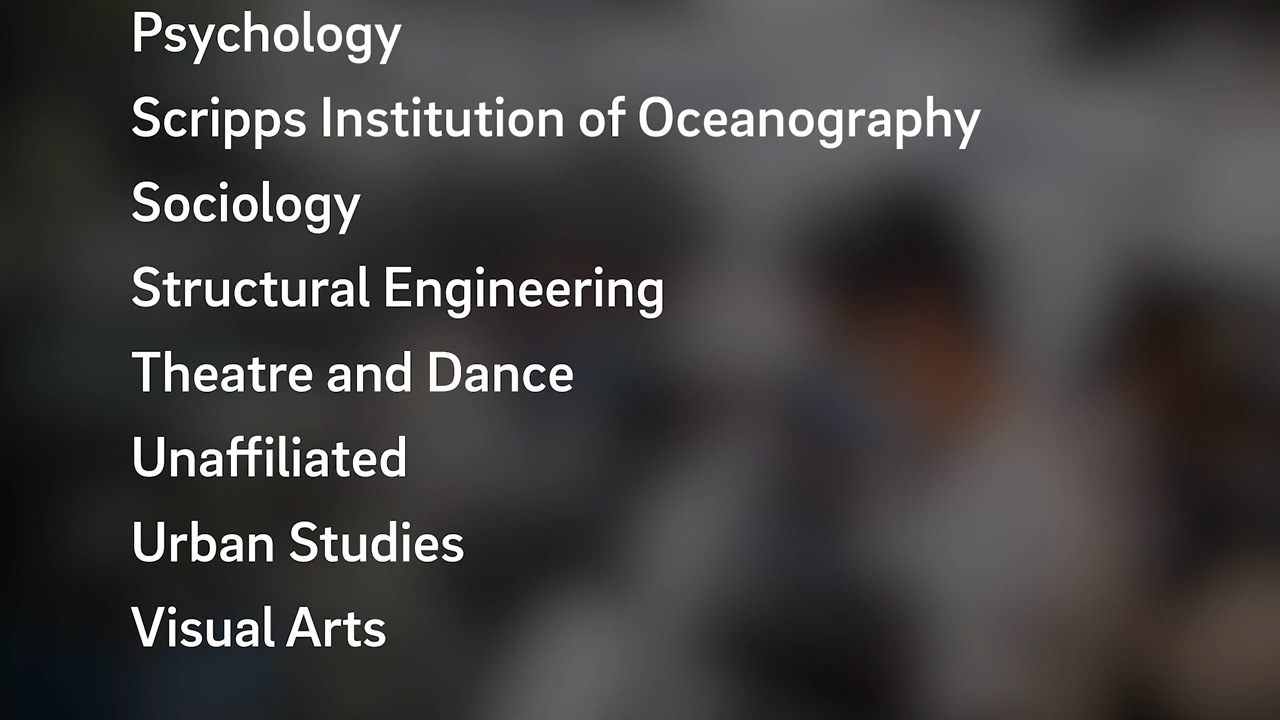 Psychology
Scripps Institution of Oceanography
Sociology
Structural Engineering
Theatre and Dance
Unaffiliated
Urban Studies
Visual Arts